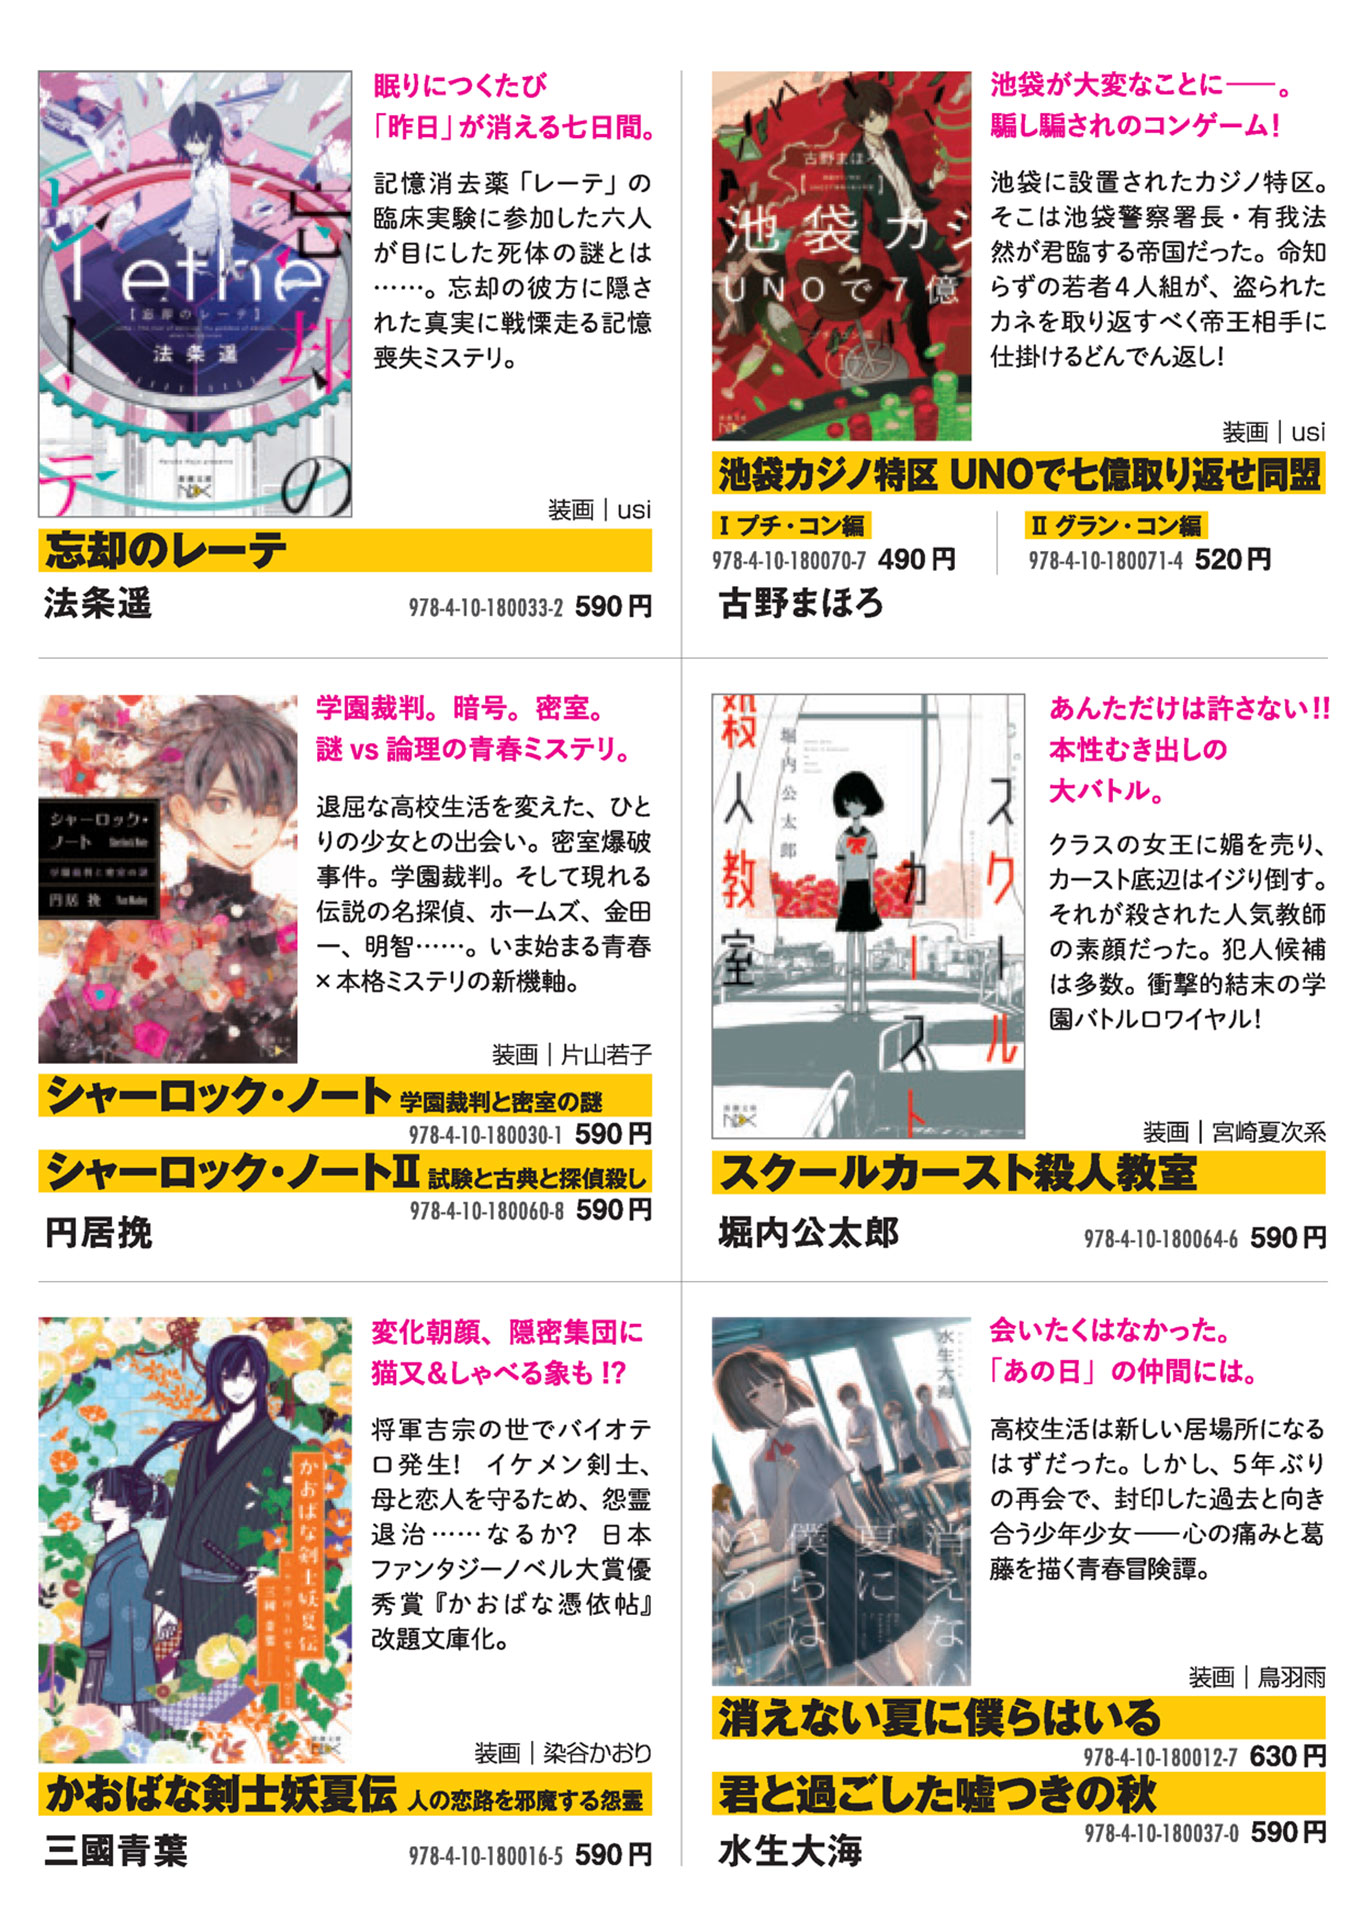 忘却の
レーテ
Lethe
【忘却のレーテ】
法条遥
新潮文庫
NEX
眠りにつくたび
「昨日」が消える七日間。
記憶消去薬「レーテ」の
臨床実験に参加した六人
が目にした死体の謎とは
……。忘却の彼方に隠さ
れた真実に戦慄走る記憶
喪失ミステリ。
装画｜usi
忘却のレーテ
法条遥
978-4-10-180033-2 590円
古野まほろ
池袋カジ
UNOで7億
池袋が大変なことに――。
騙し騙されのコンゲーム！
池袋に設置されたカジノ特区。
そこは池袋警察署長・有我法
然が君臨する帝国だった。命知
らずの若者4人組が、盗られた
カネを取り返すべく帝王相手に
仕掛けるどんでん返し！
装画｜usi
池袋カジノ特区 UNOで七億取り返せ同盟
Ⅰ プチ・コン編
978-4-10-180070-7 490円
Ⅱ グラン・コン編
978-4-10-180071-4 520円
古野まほろ
シャーロック・
ノート
Sherlock Note
学園裁判と密室の謎
円居 挽
学園裁判。暗号。密室。
謎 vs 論理の青春ミステリ。
退屈な高校生活を変えた、ひと
りの少女との出会い。密室爆破
事件。学園裁判。そして現れる
伝説の名探偵、ホームズ、金田
一、明智……。いま始まる青春
×本格ミステリの新機軸。
装画｜片山若子
シャーロック・ノート 学園裁判と密室の謎
978-4-10-180030-1 590円
シャーロック・ノートⅡ 試験と古典と探偵殺し
978-4-10-180060-8 590円
円居挽
スクール
カースト
殺人教室
堀内公太郎
新潮文庫
NEX
あんただけは許さない!!
本性むき出しの
大バトル。
クラスの女王に媚を売り、
カースト底辺はイジり倒す。
それが殺された人気教師
の素顔だった。犯人候補
は多数。衝撃的結末の学
園バトルロワイヤル！
装画｜宮崎夏次系
スクールカースト殺人教室
堀内公太郎
978-4-10-180064-6 590円
かおばな剣士妖夏伝
三國青葉
変化朝顔、隠密集団に
猫又&しゃべる象も!?
将軍吉宗の世でバイオテ
ロ発生！　イケメン剣士、
母と恋人を守るため、怨霊
退治……なるか？　日本
ファンタジーノベル大賞優
秀賞『かおばな憑依帖』
改題文庫化。
装画｜染谷かおり
かおばな剣士妖夏伝 人の恋路を邪魔する怨霊
三國青葉
978-4-10-180016-5 590円
水生大海
消えない
夏に
僕らは
いる
会いたくはなかった。
「あの日」の仲間には。
高校生活は新しい居場所になる
はずだった。しかし、5年ぶり
の再会で、封印した過去と向き
合う少年少女――心の痛みと葛
藤を描く青春冒険譚。
装画｜鳥羽雨
消えない夏に僕らはいる
978-4-10-180012-7 630円
君と過ごした嘘つきの秋
978-4-10-180037-0 590円
水生大海